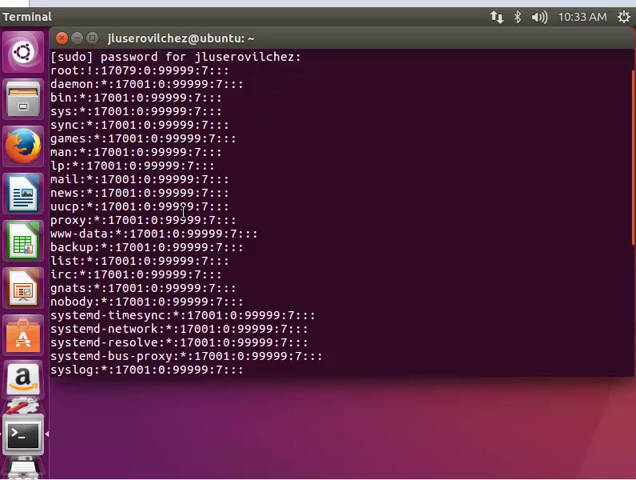 Terminal
10:33 AM
jluserovilchez@ubuntu: ~
[sudo] password for jluserovilchez:
root:!:17079:0:99999:7:::
daemon:*:17001:0:99999:7:::
bin:*:17001:0:99999:7:::
sys:*:17001:0:99999:7:::
sync:*:17001:0:99999:7:::
games:*:17001:0:99999:7:::
man:*:17001:0:99999:7:::
lp:*:17001:0:99999:7:::
mail:*:17001:0:99999:7:::
news:*:17001:0:99999:7:::
uucp:*:17001:0:99999:7:::
proxy:*:17001:0:99999:7:::
www-data:*:17001:0:99999:7:::
backup:*:17001:0:99999:7:::
list:*:17001:0:99999:7:::
irc:*:17001:0:99999:7:::
gnats:*:17001:0:99999:7:::
nobody:*:17001:0:99999:7:::
systemd-timesync:*:17001:0:99999:7:::
systemd-network:*:17001:0:99999:7:::
systemd-resolve:*:17001:0:99999:7:::
systemd-bus-proxy:*:17001:0:99999:7:::
syslog:*:17001:0:99999:7:::